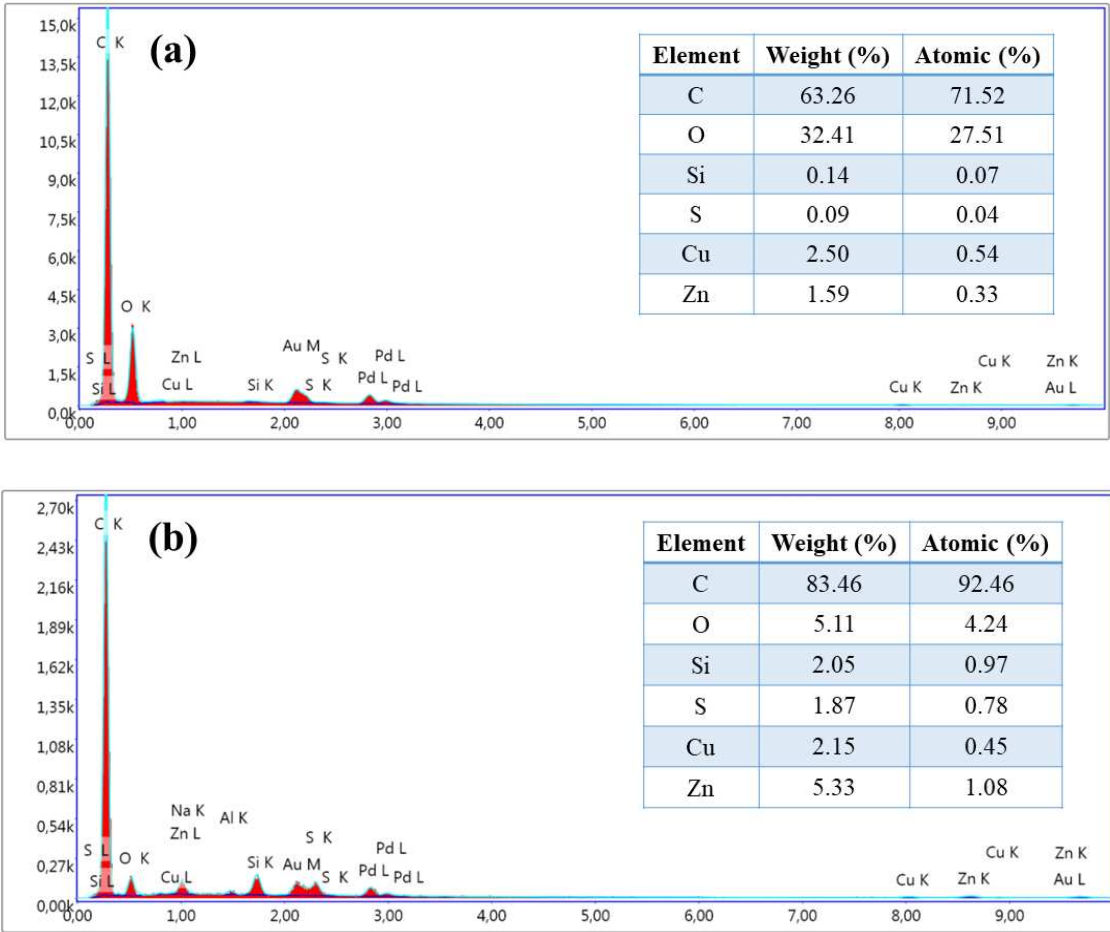 15,0k
C K
(a)
13,5k
12,0k
10,5k
9,0k
7,5k
6,0k
4,5k
3,0k
1,5k
0,0k
O K
S L
Si L
Zn L
Cu L
Si K
Au M
S K
S K
Pd L
Pd L
Pd L
Cu K
Cu K
Zn K
Zn K
Au L
0,00 1,00 2,00 3,00 4,00 5,00 6,00 7,00 8,00 9,00
Element Weight (%) Atomic (%)
C 63.26 71.52
O 32.41 27.51
Si 0.14 0.07
S 0.09 0.04
Cu 2.50 0.54
Zn 1.59 0.33
2,70k
C K
(b)
2,43k
2,16k
1,89k
1,62k
1,35k
1,08k
0,81k
0,54k
0,27k
0,00k
S L
Si L
O K
Na K
Zn L
Cu L
Al K
Si K
Au M
S K
S K
Pd L
Pd L
Pd L
Cu K
Cu K
Zn K
Zn K
Au L
0,00 1,00 2,00 3,00 4,00 5,00 6,00 7,00 8,00 9,00
Element Weight (%) Atomic (%)
C 83.46 92.46
O 5.11 4.24
Si 2.05 0.97
S 1.87 0.78
Cu 2.15 0.45
Zn 5.33 1.08